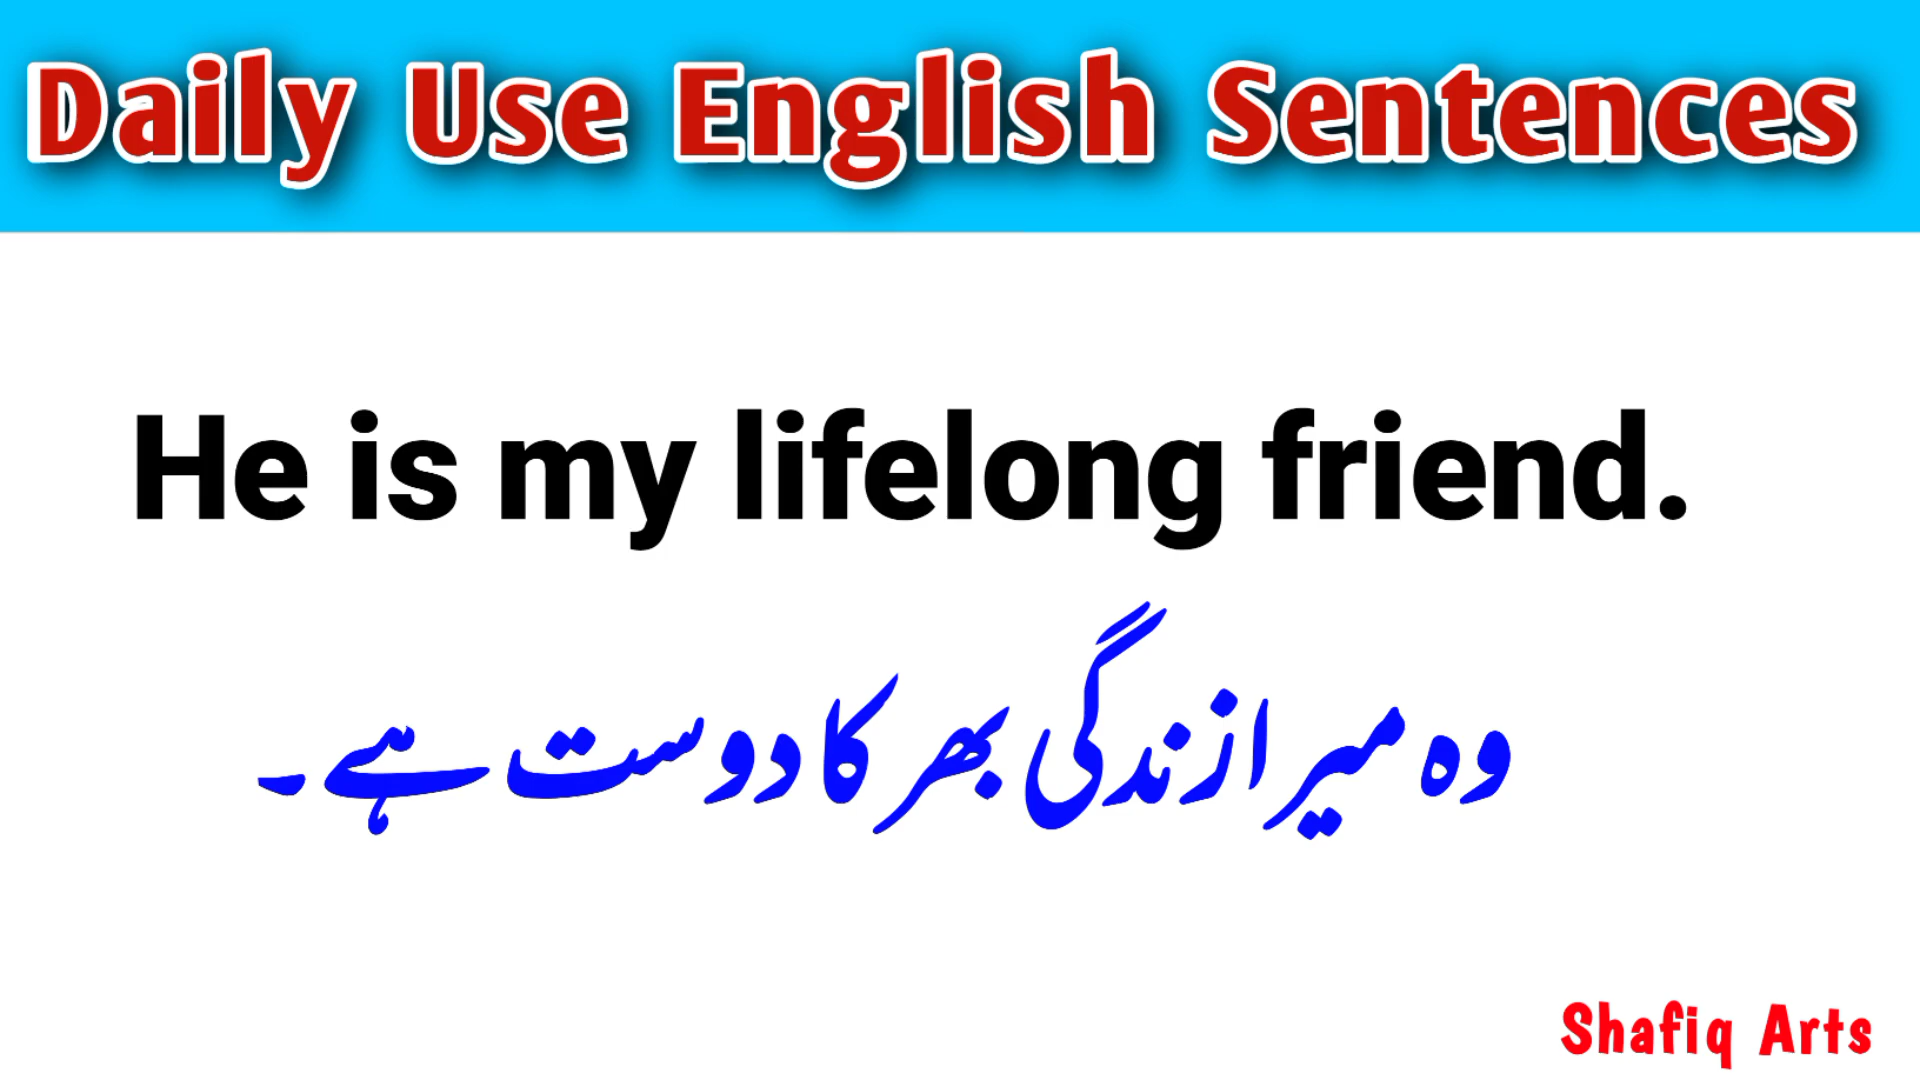 Daily Use English Sentences
He is my lifelong friend.
وہ میرا زندگی بھر کا دوست ہے۔
Shafiq Arts